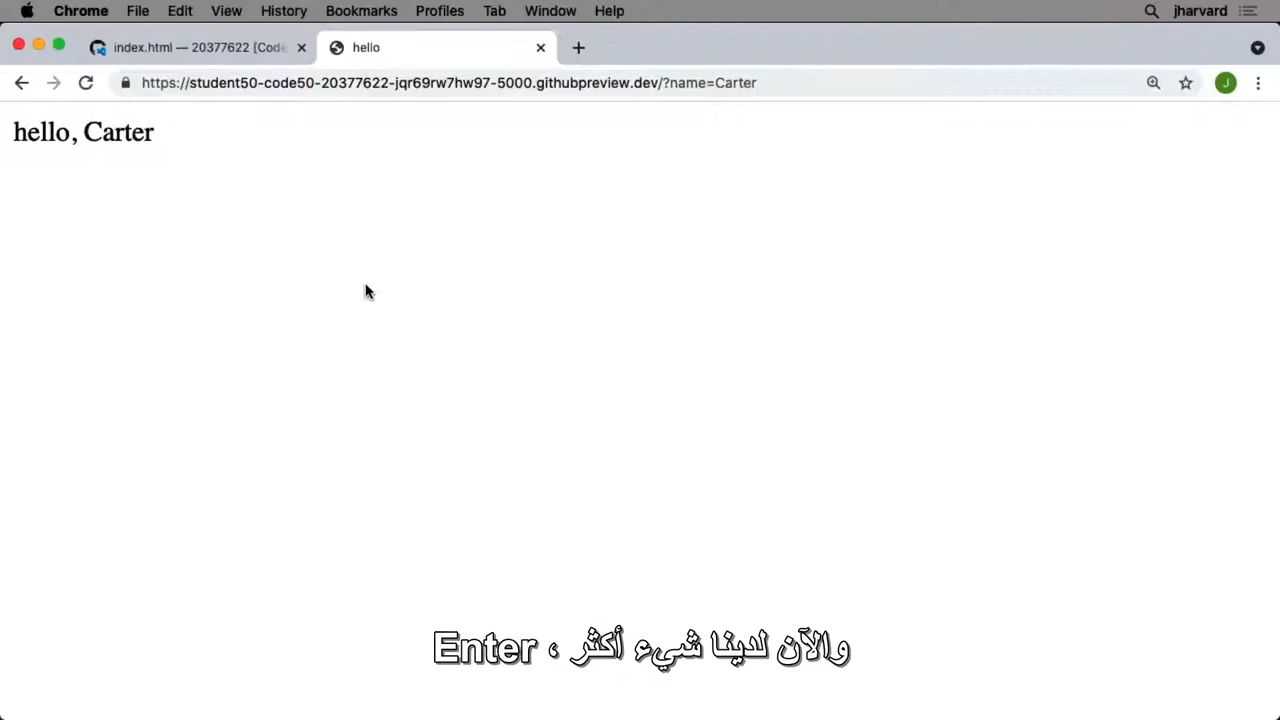 Chrome File Edit View History Bookmarks Profiles Tab Window Help jharvard
index.html — 20377622 [Code hello
https://student50-code50-20377622-jqr69rw7hw97-5000.githubpreview.dev/?name=Carter J
hello, Carter
والآن لدينا شيء أكثر ، Enter